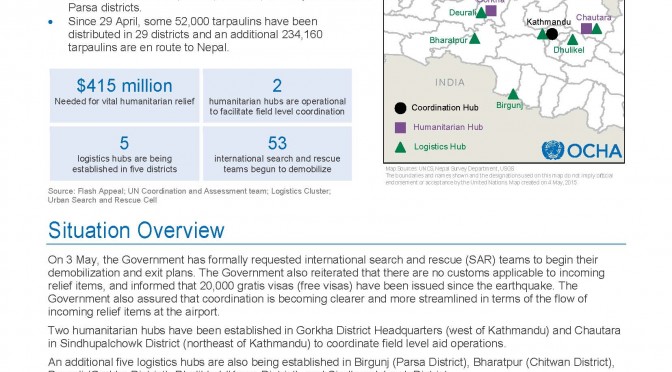 Parsa districts.
• Since 29 April, some 52,000 tarpaulins have been
distributed in 29 districts and an additional 234,160
tarpaulins are en route to Nepal.
$415 million
Needed for vital humanitarian relief
2
humanitarian hubs are operational
to facilitate field level coordination
5
logistics hubs are being
established in five districts
53
international search and rescue
teams begun to demobilize
Source: Flash Appeal; UN Coordination and Assessment team; Logistics Cluster;
Urban Search and Rescue Cell
Gorkha
Deurali
Bharatpur
Kathmandu
Chautara
Dhulikel
INDIA
Birgunj
Coordination Hub
Humanitarian Hub
Logistics Hub
OCHA
Map Sources: UNCS, Nepal Survey Department, USGS.
The boundaries and names shown and the designations used on this map do not imply official
endorsement or acceptance by the United Nations. Map created on 4 May, 2015
Situation Overview
On 3 May, the Government has formally requested international search and rescue (SAR) teams to begin their
demobilization and exit plans. The Government also reiterated that there are no customs applicable to incoming
relief items, and informed that 20,000 gratis visas (free visas) have been issued since the earthquake. The
Government also assured that coordination is becoming clearer and more streamlined in terms of the flow of
incoming relief items at the airport.
Two humanitarian hubs have been established in Gorkha District Headquarters (west of Kathmandu) and Chautara
in Sindhupalchowk District (northeast of Kathmandu) to coordinate field level aid operations.
An additional five logistics hubs are also being established in Birgunj (Parsa District), Bharatpur (Chitwan District),